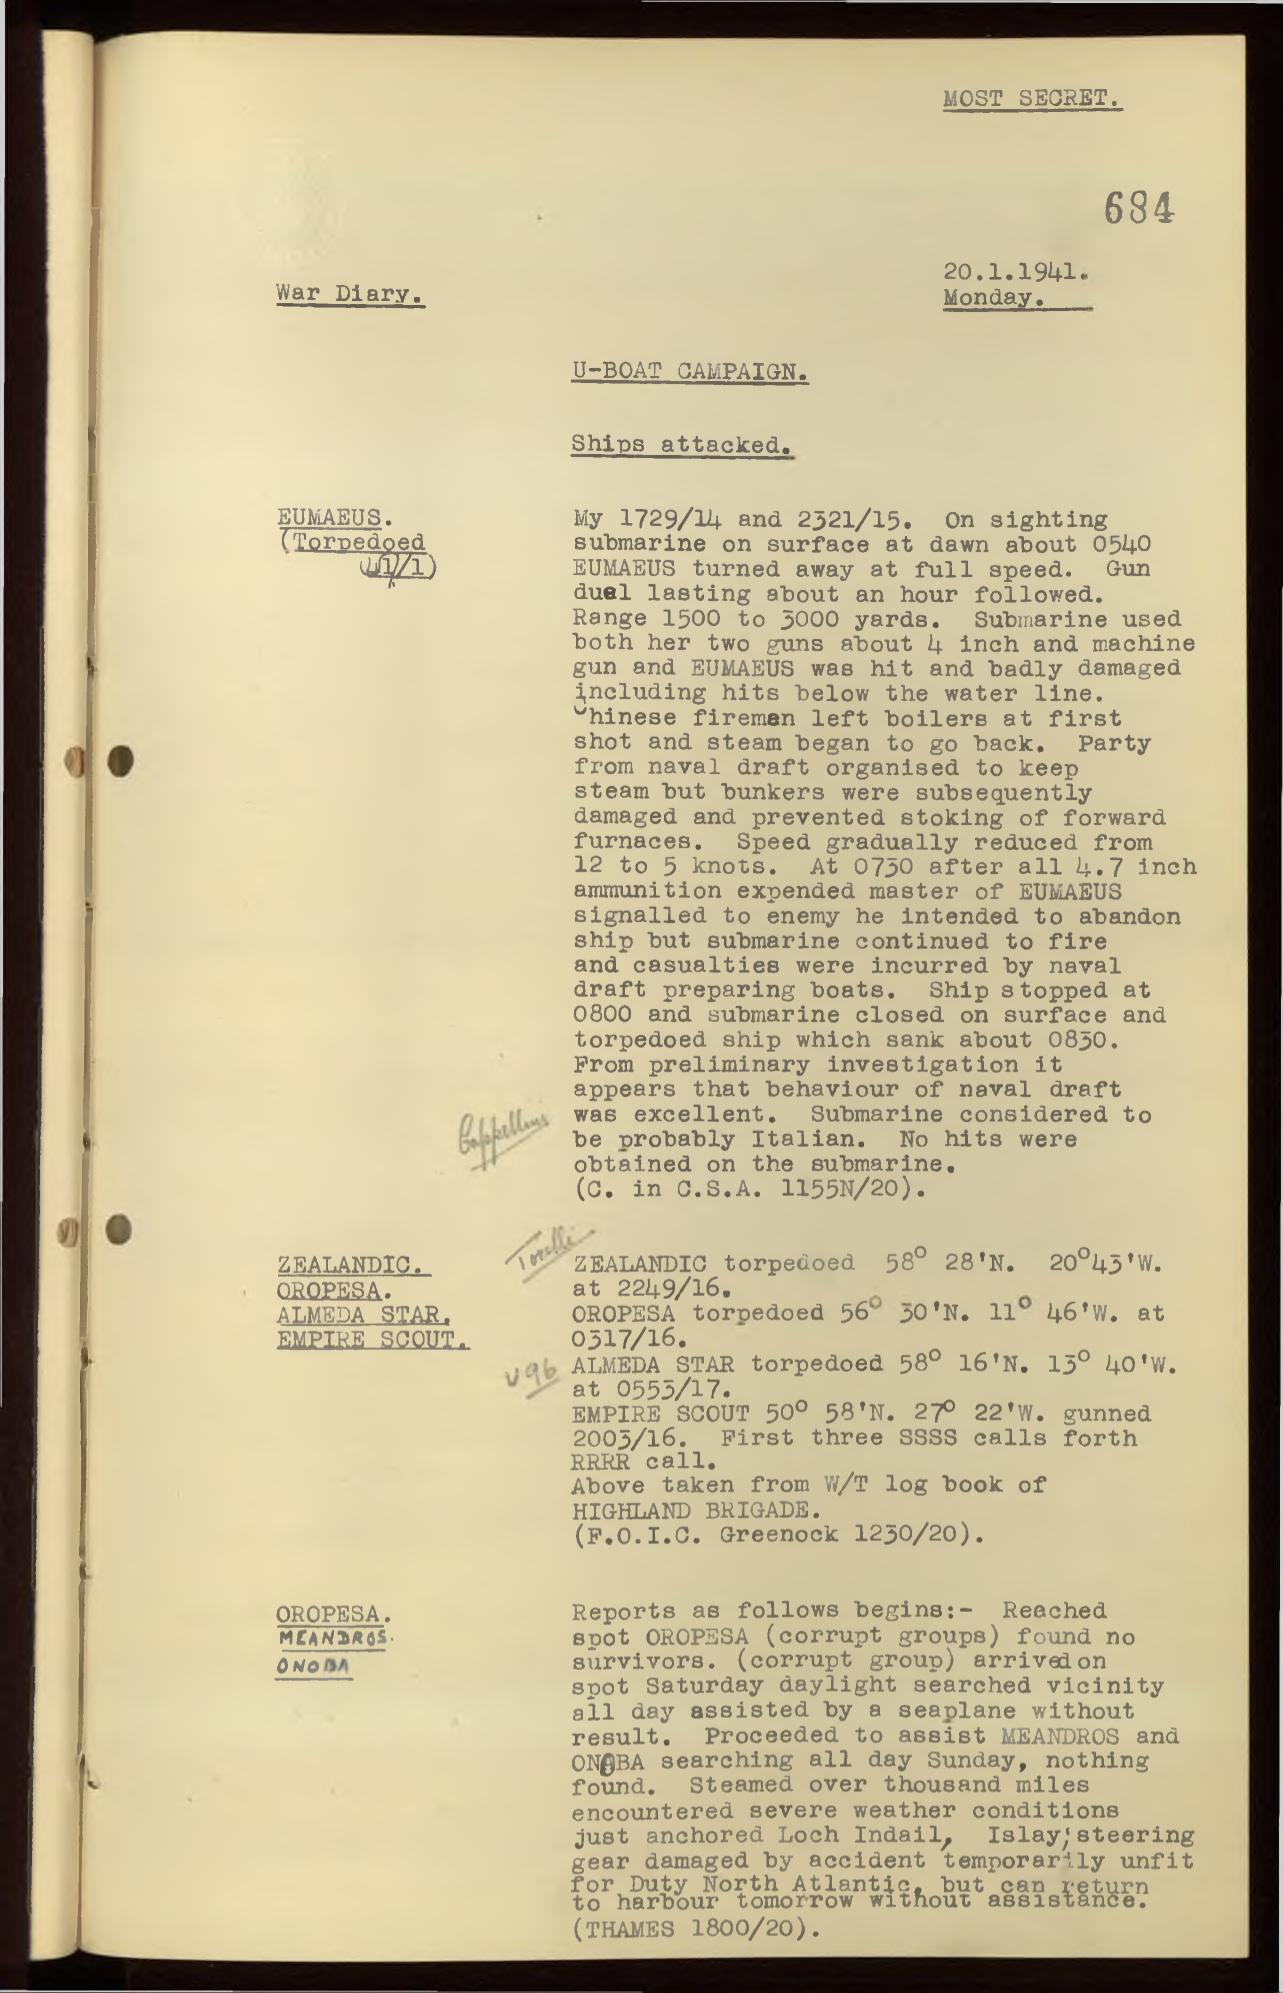 MOST SECRET.
684
20.1.1941.
War Diary.
Monday.
U-BOAT CAMPAIGN.
Ships attacked.
EUMAEUS.
(Torpedoed
/1)
My 1729/14 and 2321/15. On sighting
submarine on surface at dawn about 0540
EUMAEUS turned away at full speed. Gun
duel lasting about an hour followed.
Range 1500 to 3000 yards. Submarine used
both her two guns about 4 inch and machine
gun and EUMAEUS was hit and badly damaged
including hits below the water line.
Chinese firemen left boilers at first
shot and steam began to go back. Party
from naval draft organised to keep
steam but bunkers were subsequently
damaged and prevented stoking of forward
furnaces. Speed gradually reduced from
12 to 5 knots. At 0730 after all 4.7 inch
ammunition expended master of EUMAEUS
signalled to enemy he intended to abandon
ship but submarine continued to fire
and casualties were incurred by naval
draft preparing boats. Ship stopped at
0800 and submarine closed on surface and
torpedoed ship which sank about 0830.
From preliminary investigation it
appears that behaviour of naval draft
was excellent. Submarine considered to
be probably Italian. No hits were
obtained on the submarine.
(C. in C.S.A. 1155N/20).
ZEALANDIC.
OROPESA.
ALMEDA STAR.
EMPIRE SCOUT.
Torelli
ZEALANDIC torpedoed 58° 28'N. 20°43'W.
at 2249/16.
OROPESA torpedoed 56° 30'N. 11° 46'W. at
0317/16.
U96
ALMEDA STAR torpedoed 58° 16'N. 13° 40'W.
at 0553/17.
EMPIRE SCOUT 50° 58'N. 27° 22'W. gunned
2003/16. First three SSSS calls forth
RRRR call.
Above taken from W/T log book of
HIGHLAND BRIGADE.
(F.O.I.C. Greenock 1230/20).
OROPESA.
MEANDROS.
ONOBA
Reports as follows begins:- Reached
spot OROPESA (corrupt groups) found no
survivors. (corrupt group) arrived on
spot Saturday daylight searched vicinity
all day assisted by a seaplane without
result. Proceeded to assist MEANDROS and
ONOBA searching all day Sunday, nothing
found. Steamed over thousand miles
encountered severe weather conditions
just anchored Loch Indail, Islay; steering
gear damaged by accident temporarily unfit
for Duty North Atlantic, but can return
to harbour tomorrow without assistance.
(THAMES 1800/20).